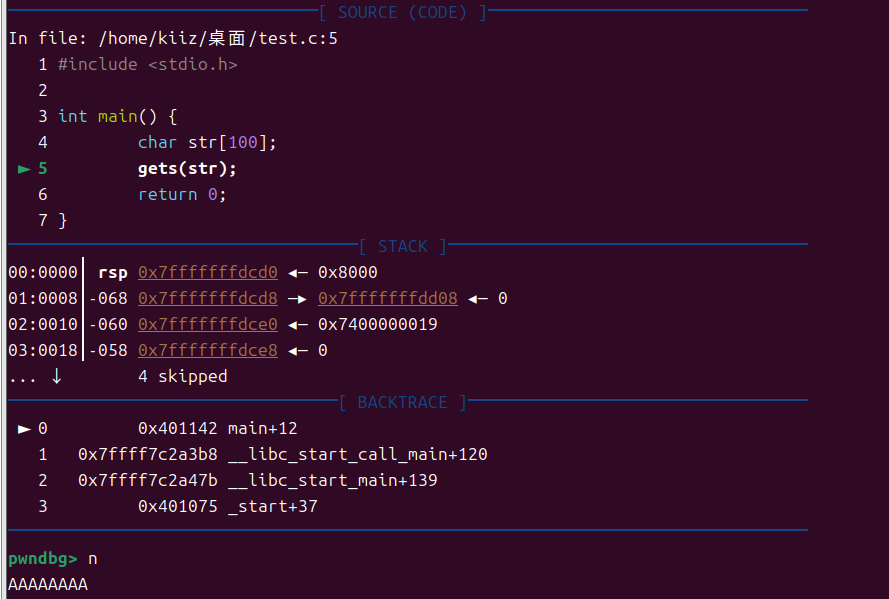 [ SOURCE (CODE) ]
In file: /home/kiiz/桌面/test.c:5
1 #include <stdio.h>
2
3 int main() {
4 char str[100];
► 5 gets(str);
6 return 0;
7 }
[ STACK ]
00:0000│ rsp 0x7fffffffdcd0 ◄— 0x8000
01:0008│-068 0x7fffffffdcd8 —► 0x7fffffffdd08 ◄— 0
02:0010│-060 0x7fffffffdce0 ◄— 0x7400000019
03:0018│-058 0x7fffffffdce8 ◄— 0
... ↓ 4 skipped
[ BACKTRACE ]
► 0 0x401142 main+12
1 0x7ffff7c2a3b8 __libc_start_call_main+120
2 0x7ffff7c2a47b __libc_start_main+139
3 0x401075 _start+37
pwndbg> n
AAAAAAAA